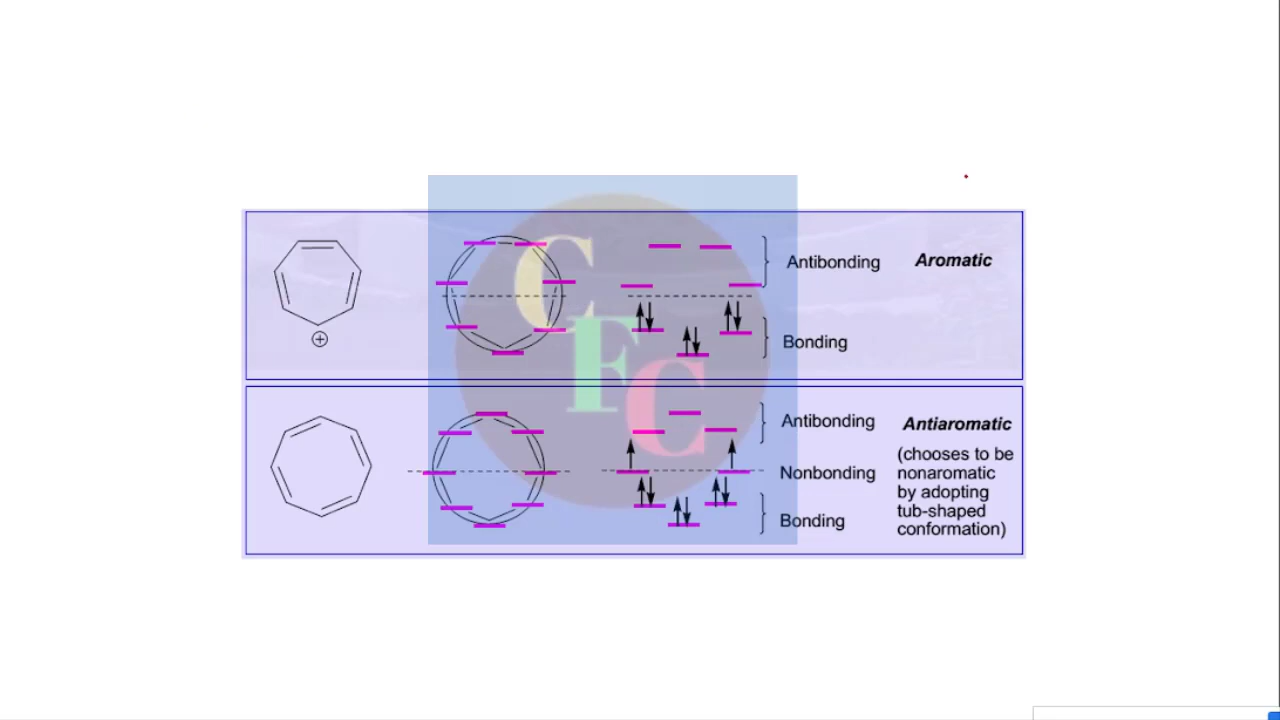 C
F
C
Antibonding
Aromatic
Bonding
⊕
Antibonding
Antiaromatic
(chooses to be
nonaromatic
by adopting
tub-shaped
conformation)
Nonbonding
Bonding